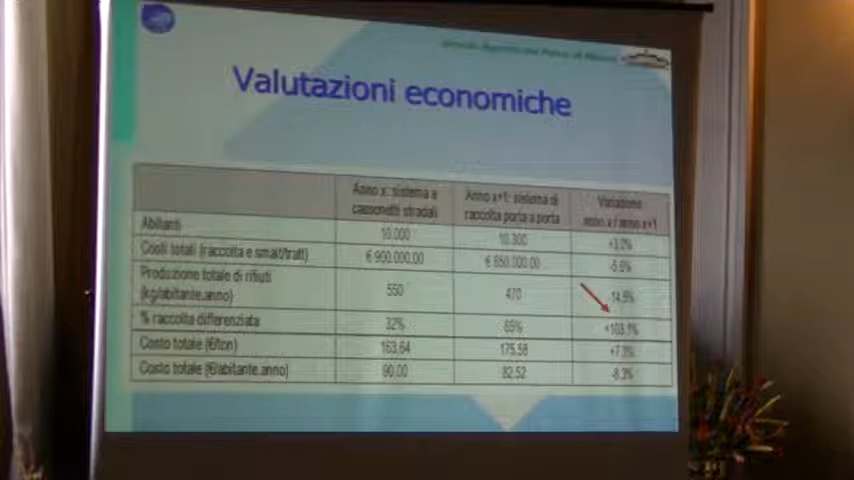 Valutazioni economiche
Anno x: sistema a cassonetti stradali
Anno x+1: sistema di raccolta porta a porta
Variazione anno x / anno x+1
Abitanti 10.000 10.300 +3,0%
Costi totali (raccolta e smalt/tratt) € 900.000,00 € 850.000,00 -5,6%
Produzione totale di rifiuti
(kg/abitante.anno) 550 470 -14,5%
% raccolta differenziata 32% 65% +103,1%
Costo totale (€/ton) 163,64 175,58 +7,3%
Costo totale (€/abitante.anno) 90,00 82,52 -8,3%